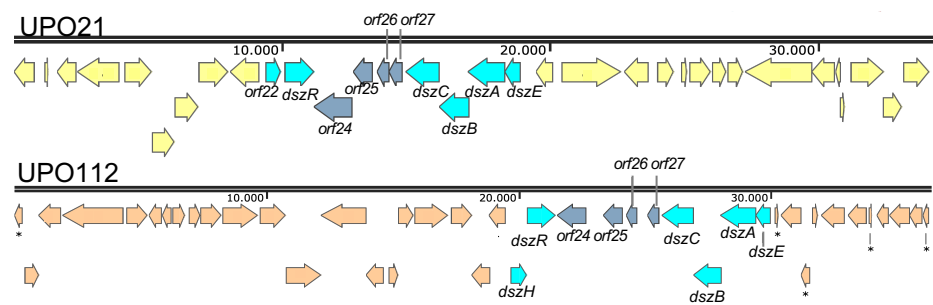 orf26 orf27
UPO21
10.000 20.000 30.000
orf22 dszR orf25 dszC dszA dszE
orf24 dszB
orf26 orf27
UPO112
10.000 20.000 30.000
dszR orf24 orf25 dszC dszA dszE
* * * *
dszH dszB *